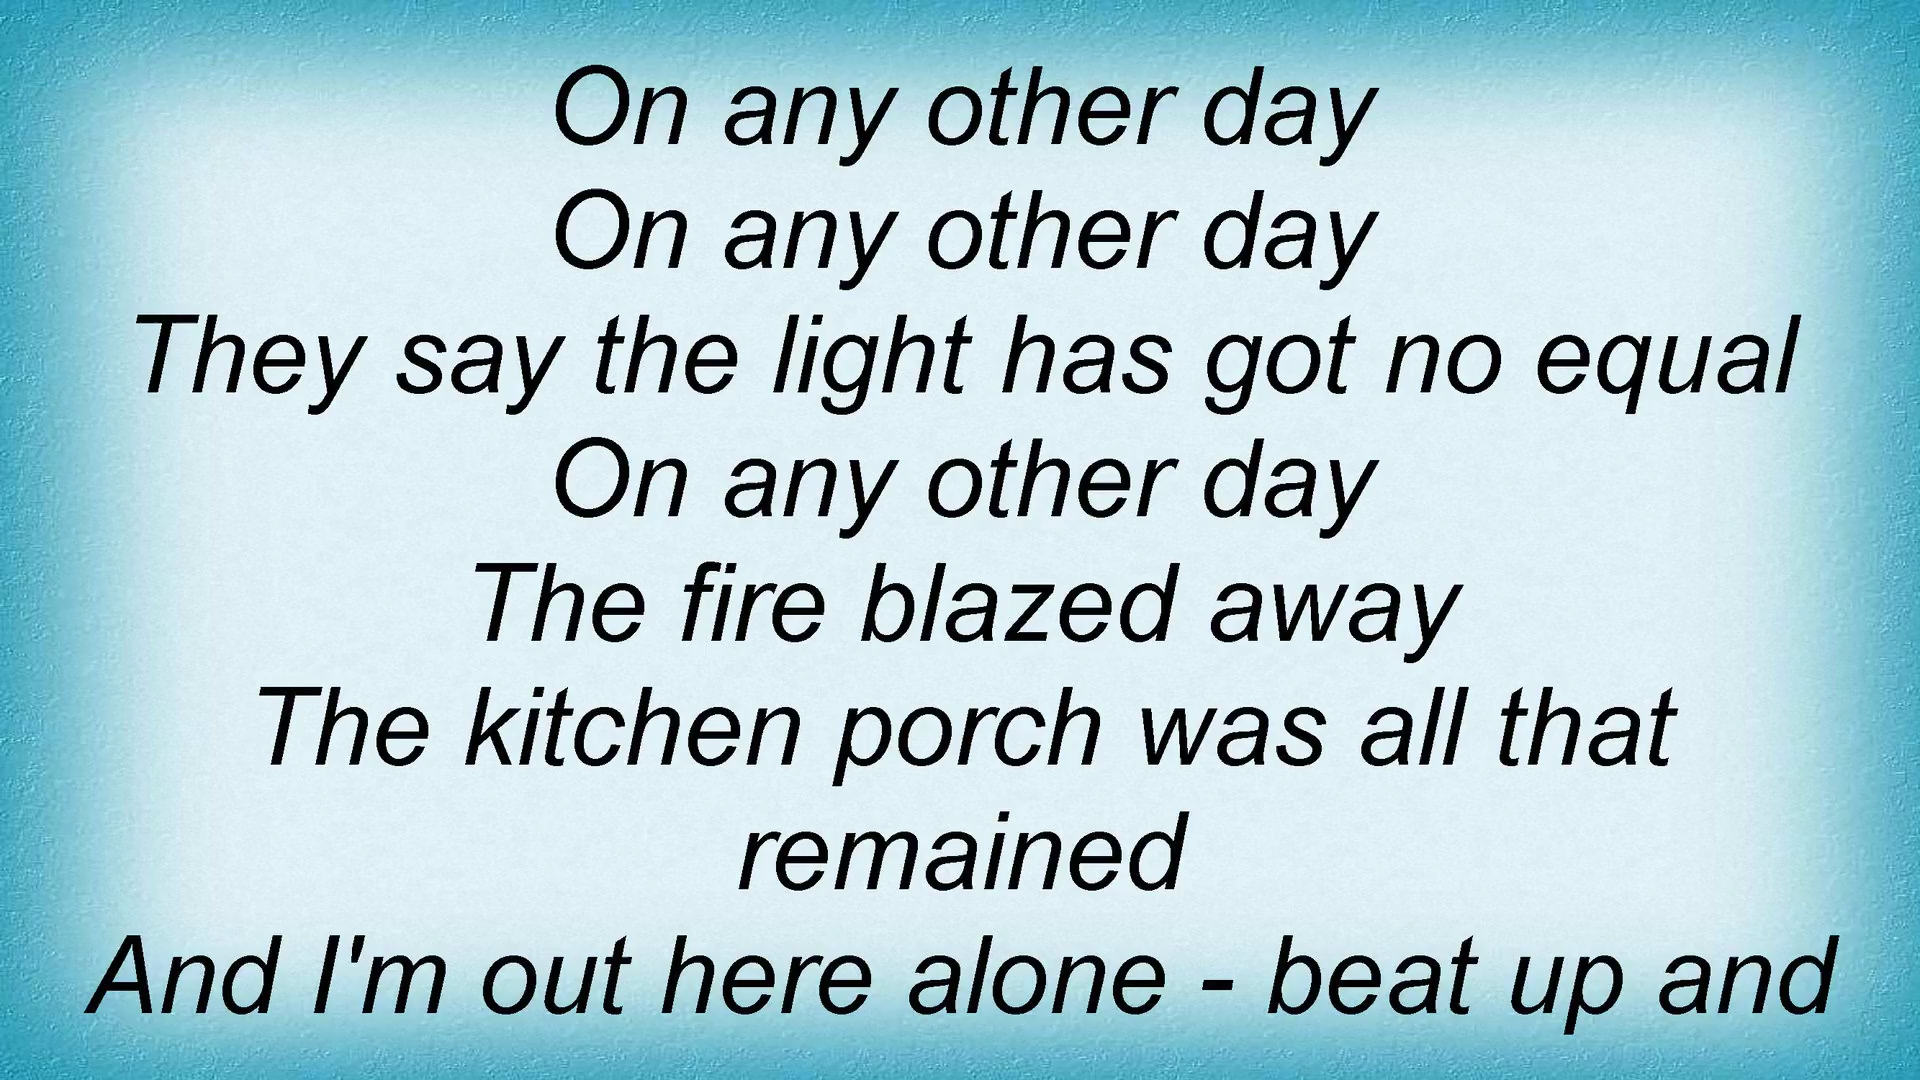 On any other day
On any other day
They say the light has got no equal
On any other day
The fire blazed away
The kitchen porch was all that
remained
And I'm out here alone - beat up and